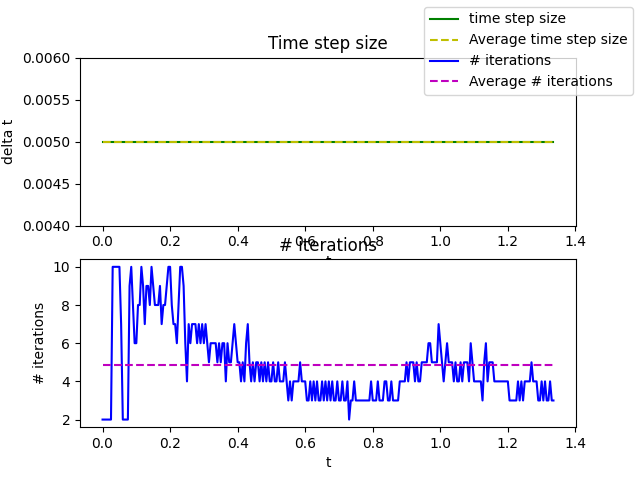 time step size
Average time step size
# iterations
Average # iterations
Time step size
delta t
0.0060
0.0055
0.0050
0.0045
0.0040
0.0 0.2 0.4 0.6 0.8 1.0 1.2 1.4
t
# iterations
# iterations
10
8
6
4
2
0.0 0.2 0.4 0.6 0.8 1.0 1.2 1.4
t